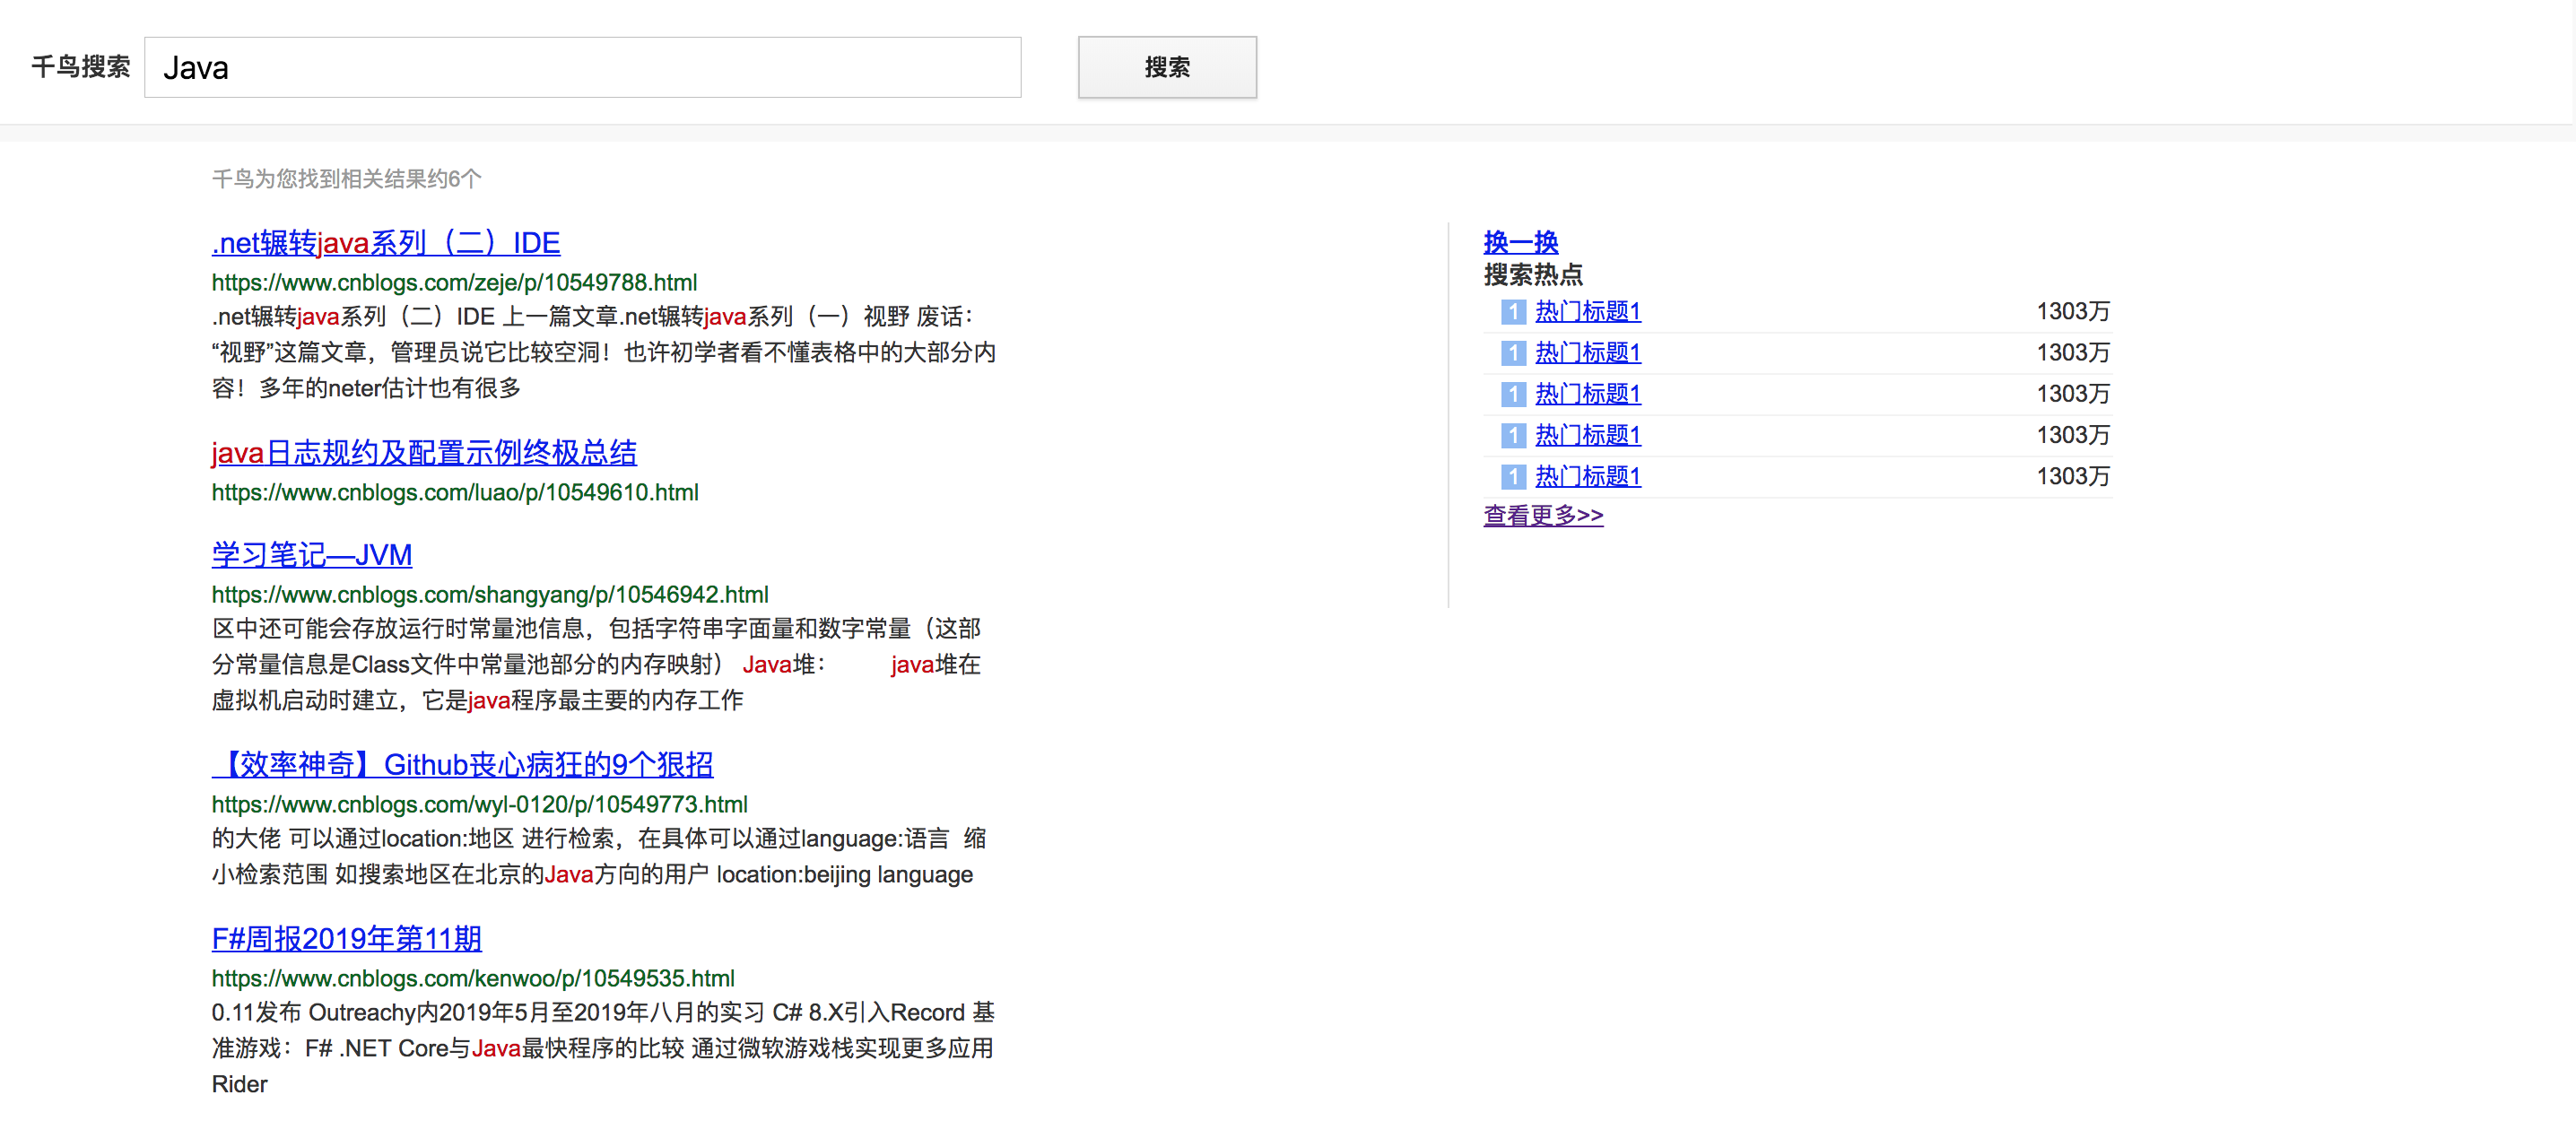 千鸟搜索 Java 搜索
千鸟为您找到相关结果约6个
.net辗转java系列（二）IDE
https://www.cnblogs.com/zeje/p/10549788.html
.net辗转java系列（二）IDE 上一篇文章.net辗转java系列（一）视野 废话：
“视野”这篇文章，管理员说它比较空洞！也许初学者看不懂表格中的大部分内
容！多年的neter估计也有很多
java日志规约及配置示例终极总结
https://www.cnblogs.com/luao/p/10549610.html
学习笔记—JVM
https://www.cnblogs.com/shangyang/p/10546942.html
区中还可能会存放运行时常量池信息，包括字符串字面量和数字常量（这部
分常量信息是Class文件中常量池部分的内存映射） Java堆： java堆在
虚拟机启动时建立，它是java程序最主要的内存工作
【效率神奇】Github丧心病狂的9个狠招
https://www.cnblogs.com/wyl-0120/p/10549773.html
的大佬 可以通过location:地区 进行检索，在具体可以通过language:语言 缩
小检索范围 如搜索地区在北京的Java方向的用户 location:beijing language
F#周报2019年第11期
https://www.cnblogs.com/kenwoo/p/10549535.html
0.11发布 Outreachy内2019年5月至2019年八月的实习 C# 8.X引入Record 基
准游戏：F# .NET Core与Java最快程序的比较 通过微软游戏栈实现更多应用
Rider
换一换
搜索热点
1 热门标题1 1303万
1 热门标题1 1303万
1 热门标题1 1303万
1 热门标题1 1303万
1 热门标题1 1303万
查看更多>>